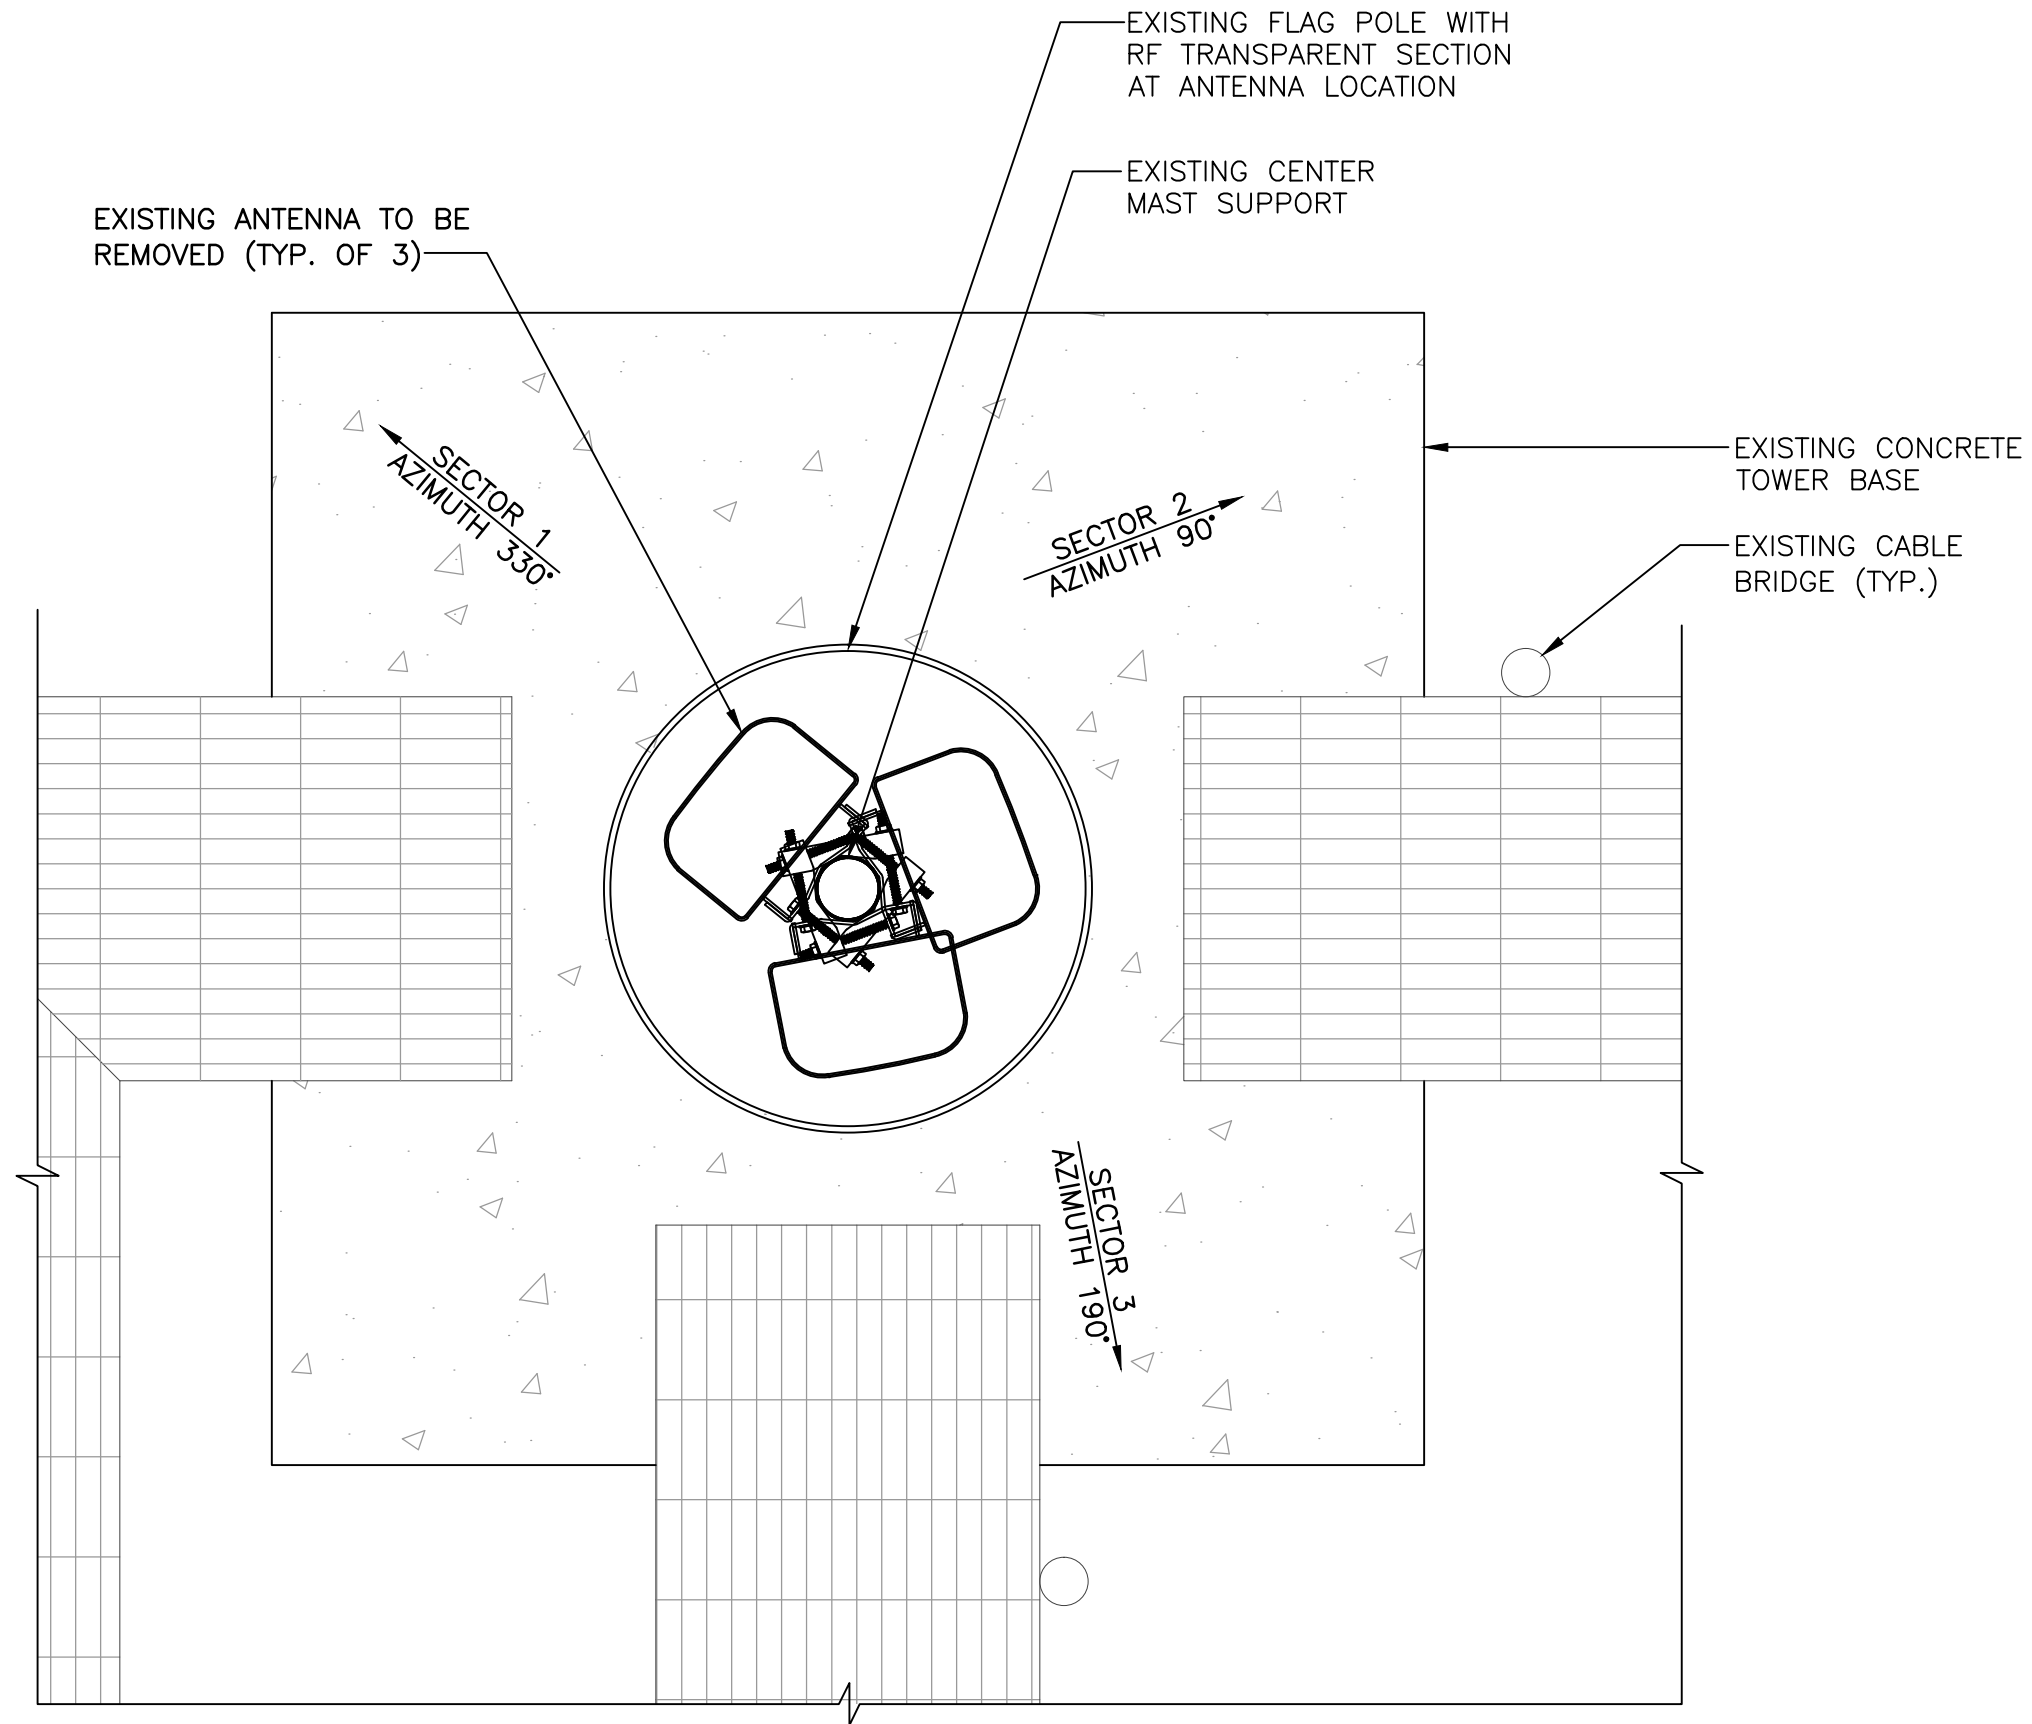 EXISTING FLAG POLE WITH
RF TRANSPARENT SECTION
AT ANTENNA LOCATION
EXISTING CENTER
MAST SUPPORT
EXISTING ANTENNA TO BE
REMOVED (TYP. OF 3)
SECTOR 1
AZIMUTH 330°
SECTOR 2
AZIMUTH 90°
EXISTING CONCRETE
TOWER BASE
EXISTING CABLE
BRIDGE (TYP.)
SECTOR 3
AZIMUTH 190°